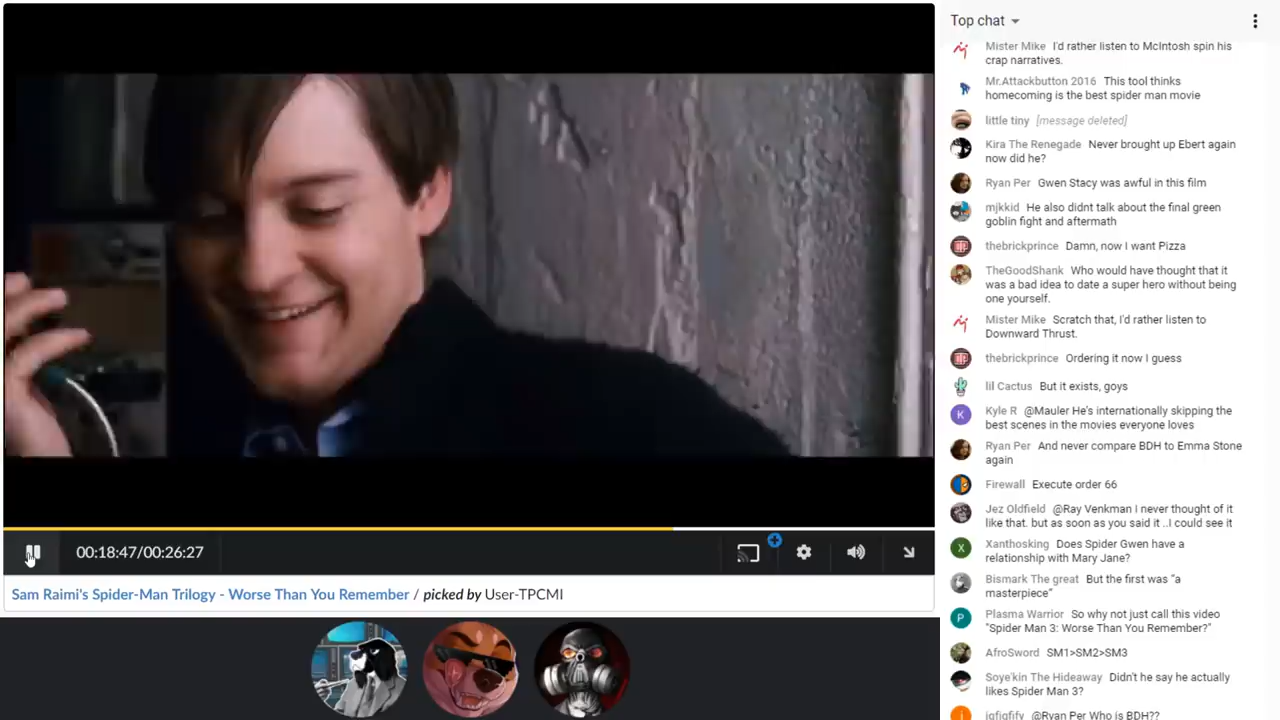 Top chat
Mister Mike I'd rather listen to McIntosh spin his
crap narratives.
Mr.Attackbutton 2016 This tool thinks
homecoming is the best spider man movie
little tiny [message deleted]
Kira The Renegade Never brought up Ebert again
now did he?
Ryan Per Gwen Stacy was awful in this film
mjkkid He also didnt talk about the final green
goblin fight and aftermath
thebrickprince Damn, now I want Pizza
TheGoodShank Who would have thought that it
was a bad idea to date a super hero without being
one yourself.
Mister Mike Scratch that, I'd rather listen to
Downward Thrust.
thebrickprince Ordering it now I guess
lil Cactus But it exists, goys
K
Kyle R @Mauler He's internationally skipping the
best scenes in the movies everyone loves
Ryan Per And never compare BDH to Emma Stone
again
Firewall Execute order 66
Jez Oldfield @Ray Venkman I never thought of it
like that. but as soon as you said it ..I could see it
X
Xanthosking Does Spider Gwen have a
relationship with Mary Jane?
Bismark The great But the first was "a
masterpiece"
P
Plasma Warrior So why not just call this video
"Spider Man 3: Worse Than You Remember?"
AfroSword SM1>SM2>SM3
Soye'kin The Hideaway Didn't he say he actually
likes Spider Man 3?
@Ryan Per Who is BDH??
00:18:47/00:26:27
Sam Raimi's Spider-Man Trilogy - Worse Than You Remember / picked by User-TPCMI